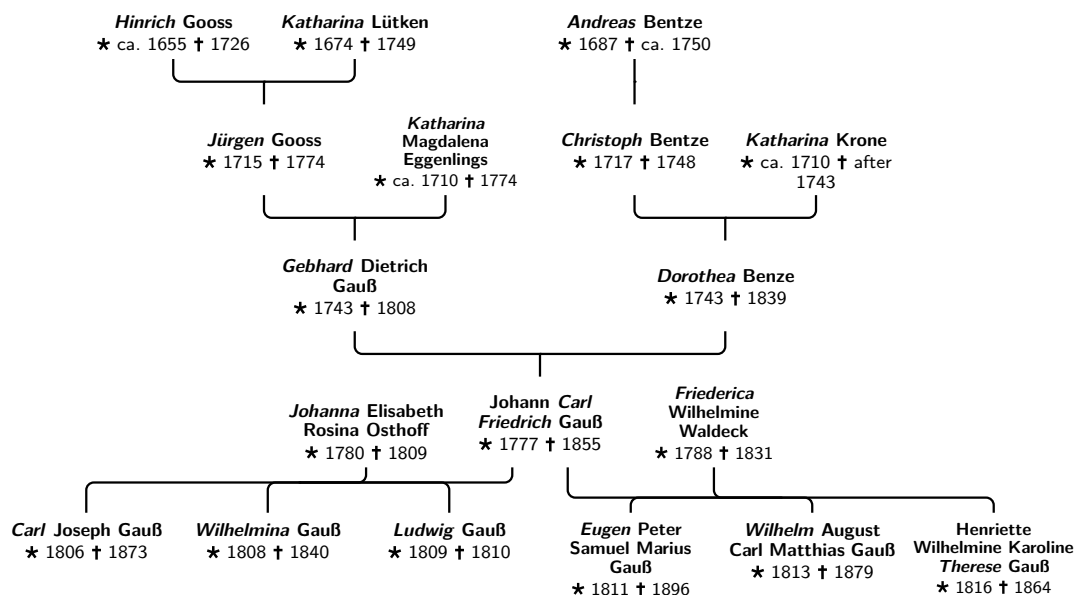 Hinrich Gooss
★ ca. 1655 ✝ 1726
Katharina Lütken
★ 1674 ✝ 1749
Andreas Bentze
★ 1687 ✝ ca. 1750
Jürgen Gooss
★ 1715 ✝ 1774
Katharina
Magdalena
Eggenlings
★ ca. 1710 ✝ 1774
Christoph Bentze
★ 1717 ✝ 1748
Katharina Krone
★ ca. 1710 ✝ after
1743
Gebhard Dietrich
Gauß
★ 1743 ✝ 1808
Dorothea Benze
★ 1743 ✝ 1839
Johanna Elisabeth
Rosina Osthoff
★ 1780 ✝ 1809
Johann Carl
Friedrich Gauß
★ 1777 ✝ 1855
Friederica
Wilhelmine
Waldeck
★ 1788 ✝ 1831
Carl Joseph Gauß
★ 1806 ✝ 1873
Wilhelmina Gauß
★ 1808 ✝ 1840
Ludwig Gauß
★ 1809 ✝ 1810
Eugen Peter
Samuel Marius
Gauß
★ 1811 ✝ 1896
Wilhelm August
Carl Matthias Gauß
★ 1813 ✝ 1879
Henriette
Wilhelmine Karoline
Therese Gauß
★ 1816 ✝ 1864